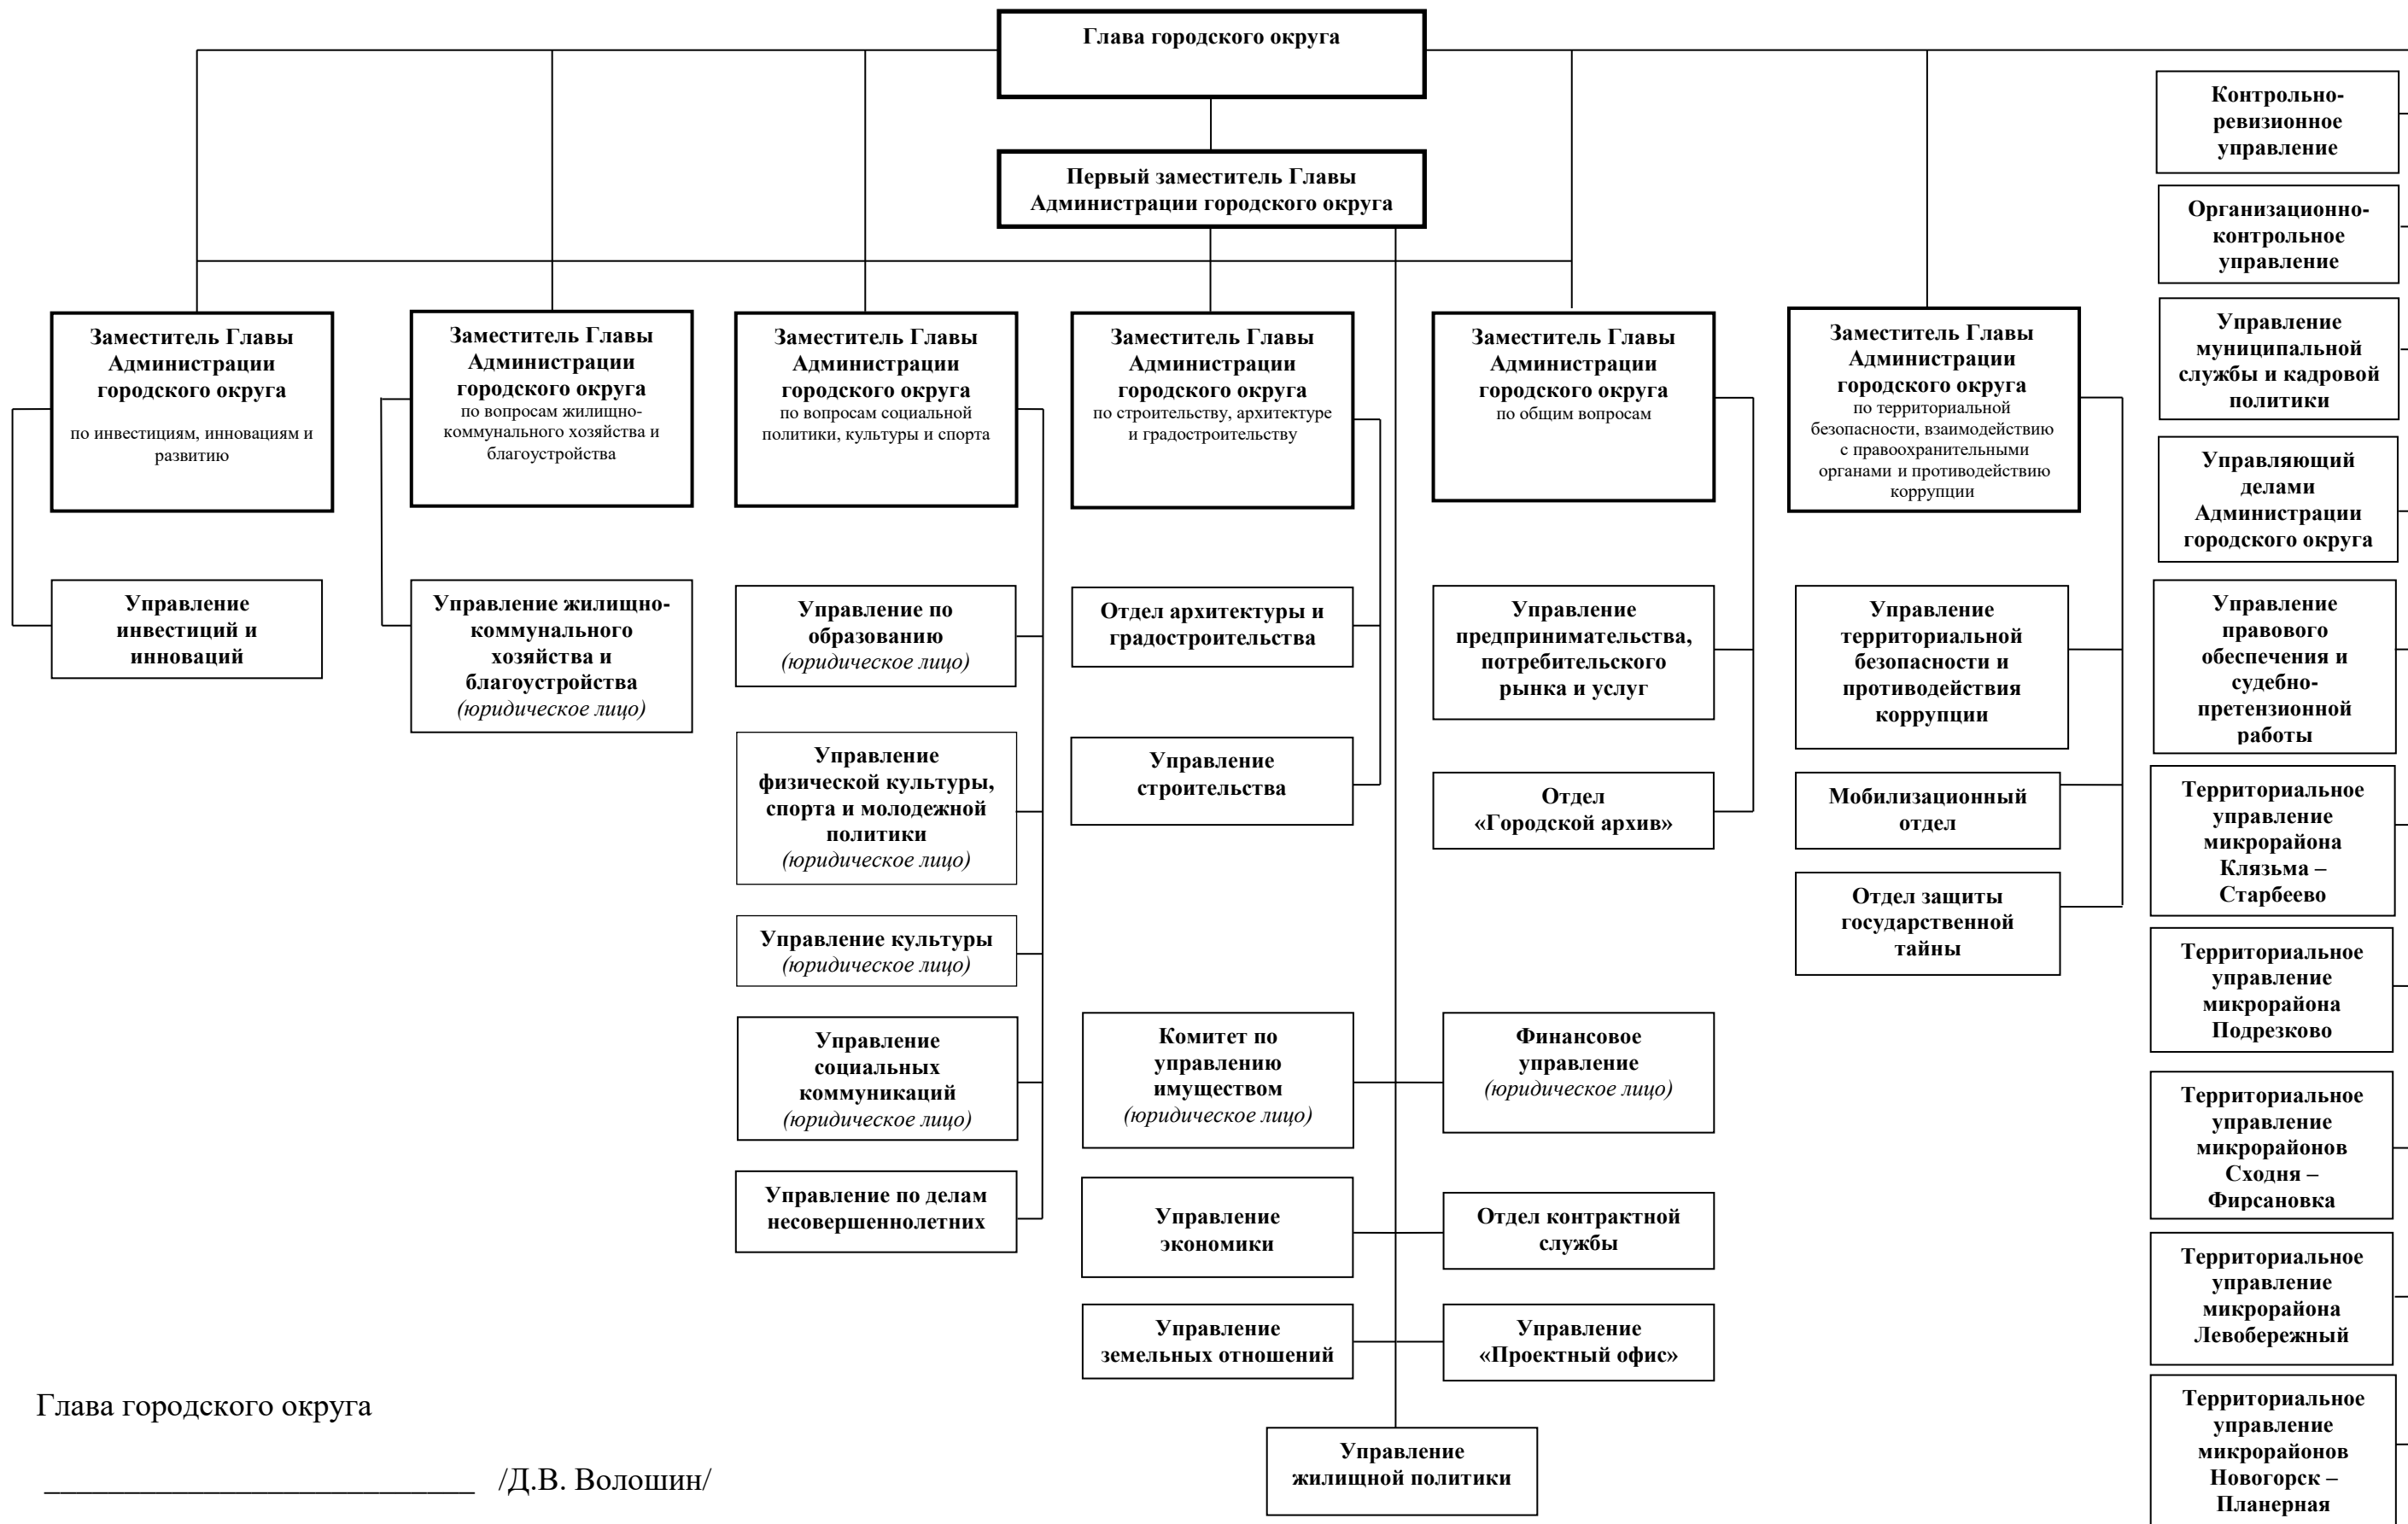 Глава городского округа
Первый заместитель Главы
Администрации городского округа
Заместитель Главы
Администрации
городского округа
по инвестициям, инновациям и
развитию
Заместитель Главы
Администрации
городского округа
по вопросам жилищно-
коммунального хозяйства и
благоустройства
Заместитель Главы
Администрации
городского округа
по вопросам социальной
политики, культуры и спорта
Заместитель Главы
Администрации
городского округа
по строительству, архитектуре
и градостроительству
Заместитель Главы
Администрации
городского округа
по общим вопросам
Заместитель Главы
Администрации
городского округа
по территориальной
безопасности, взаимодействию
с правоохранительными
органами и противодействию
коррупции
Управление
инвестиций и
инноваций
Управление жилищно-
коммунального
хозяйства и
благоустройства
(юридическое лицо)
Управление по
образованию
(юридическое лицо)
Управление
физической культуры,
спорта и молодежной
политики
(юридическое лицо)
Управление культуры
(юридическое лицо)
Управление
социальных
коммуникаций
(юридическое лицо)
Управление по делам
несовершеннолетних
Отдел архитектуры и
градостроительства
Управление
строительства
Управление
предпринимательства,
потребительского
рынка и услуг
Отдел
«Городской архив»
Управление
территориальной
безопасности и
противодействия
коррупции
Мобилизационный
отдел
Отдел защиты
государственной
тайны
Комитет по
управлению
имуществом
(юридическое лицо)
Финансовое
управление
(юридическое лицо)
Управление
экономики
Отдел контрактной
службы
Управление
земельных отношений
Управление
«Проектный офис»
Управление
жилищной политики
Контрольно-
ревизионное
управление
Организационно-
контрольное
управление
Управление
муниципальной
службы и кадровой
политики
Управляющий
делами
Администрации
городского округа
Управление
правового
обеспечения и
судебно-
претензионной
работы
Территориальное
управление
микрорайона
Клязьма –
Старбеево
Территориальное
управление
микрорайона
Подрезково
Территориальное
управление
микрорайонов
Сходня –
Фирсановка
Территориальное
управление
микрорайона
Левобережный
Территориальное
управление
микрорайонов
Новогорск –
Планерная
Глава городского округа
___________________________ /Д.В. Волошин/